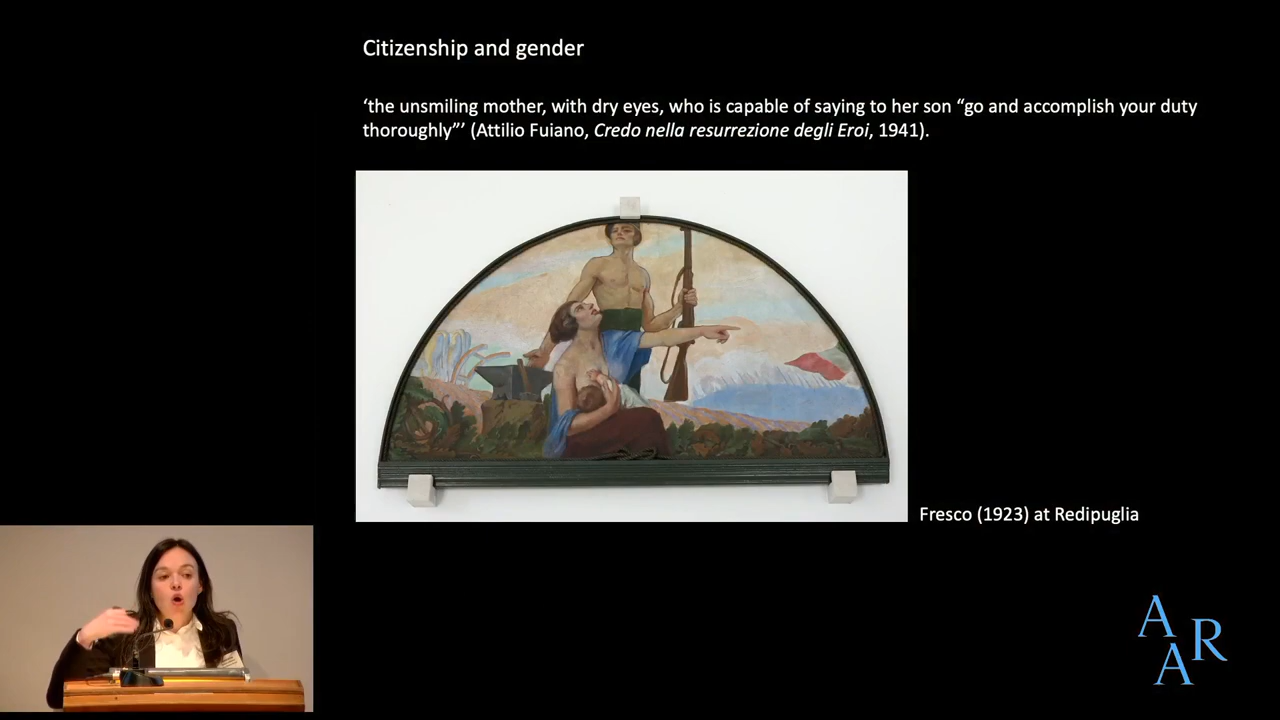 Citizenship and gender
‘the unsmiling mother, with dry eyes, who is capable of saying to her son “go and accomplish your duty
thoroughly”’ (Attilio Fuiano, Credo nella resurrezione degli Eroi, 1941).
Fresco (1923) at Redipuglia
A
R
A